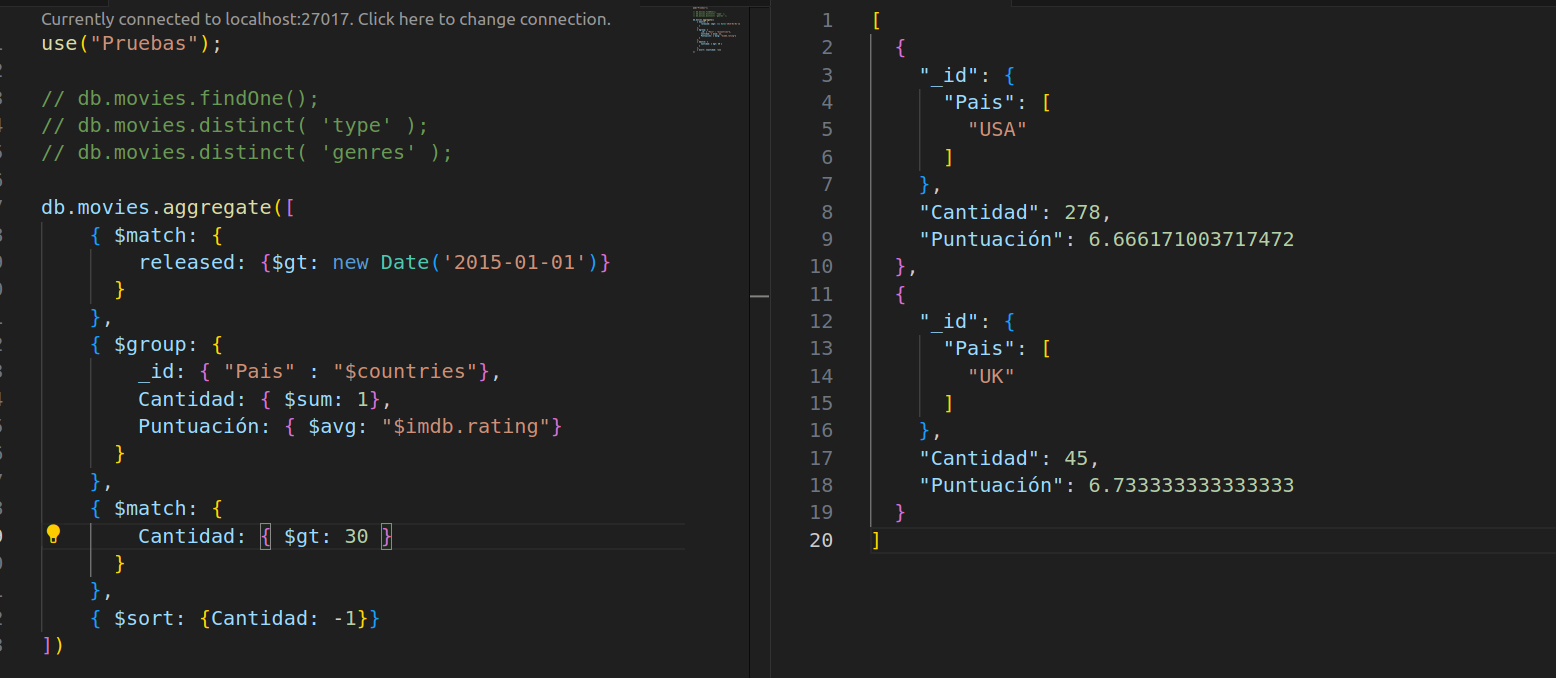 Currently connected to localhost:27017. Click here to change connection.
use("Pruebas");
// db.movies.findOne();
// db.movies.distinct( 'type' );
// db.movies.distinct( 'genres' );
db.movies.aggregate([
{ $match: {
released: {$gt: new Date('2015-01-01')}
}
},
{ $group: {
_id: { "Pais" : "$countries"},
Cantidad: { $sum: 1},
Puntuación: { $avg: "$imdb.rating"}
}
},
{ $match: {
Cantidad: { $gt: 30 }
}
},
{ $sort: {Cantidad: -1}}
])
1 [
2 {
3 "_id": {
4 "Pais": [
5 "USA"
6 ]
7 },
8 "Cantidad": 278,
9 "Puntuación": 6.666171003717472
10 },
11 {
12 "_id": {
13 "Pais": [
14 "UK"
15 ]
16 },
17 "Cantidad": 45,
18 "Puntuación": 6.733333333333333
19 }
20 ]